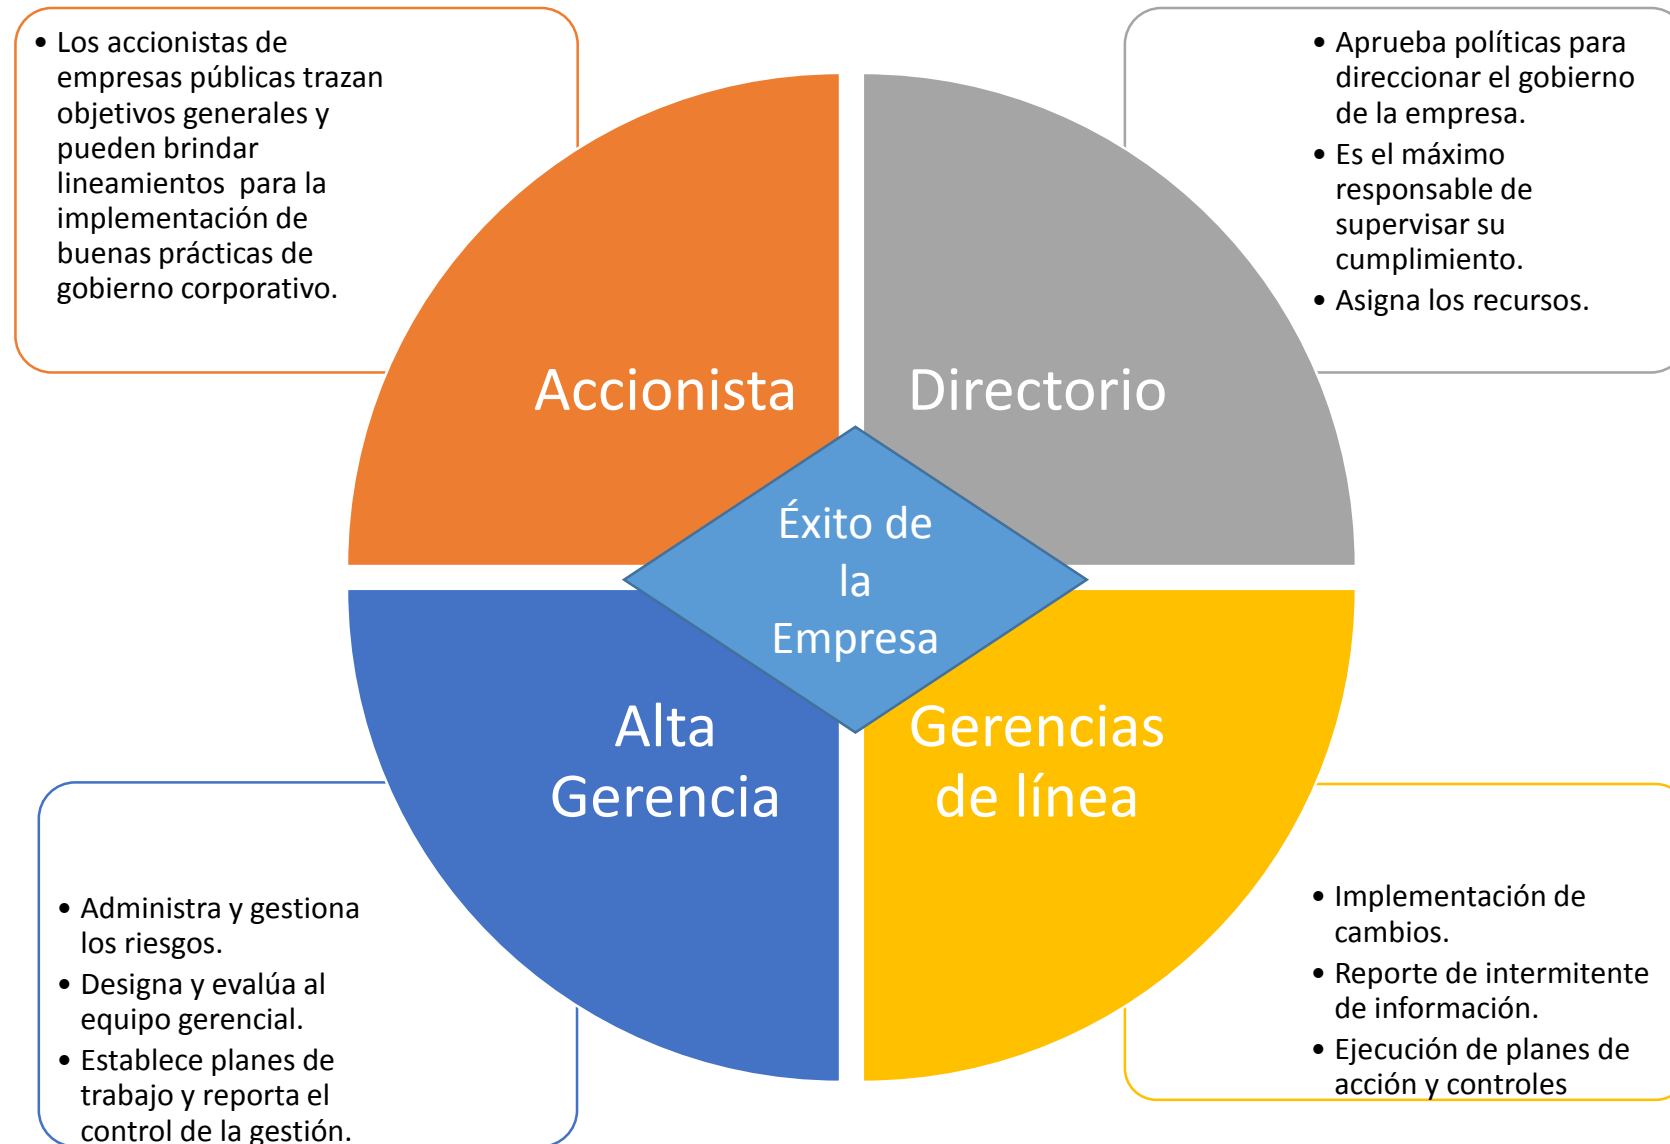 • Los accionistas de
empresas públicas trazan
objetivos generales y
pueden brindar
lineamientos para la
implementación de
buenas prácticas de
gobierno corporativo.
• Aprueba políticas para
direccionar el gobierno
de la empresa.
• Es el máximo
responsable de
supervisar su
cumplimiento.
• Asigna los recursos.
Accionista
Directorio
Éxito de
la
Empresa
Alta
Gerencia
Gerencias
de línea
• Administra y gestiona
los riesgos.
• Designa y evalúa al
equipo gerencial.
• Establece planes de
trabajo y reporta el
control de la gestión.
• Implementación de
cambios.
• Reporte de intermitente
de información.
• Ejecución de planes de
acción y controles